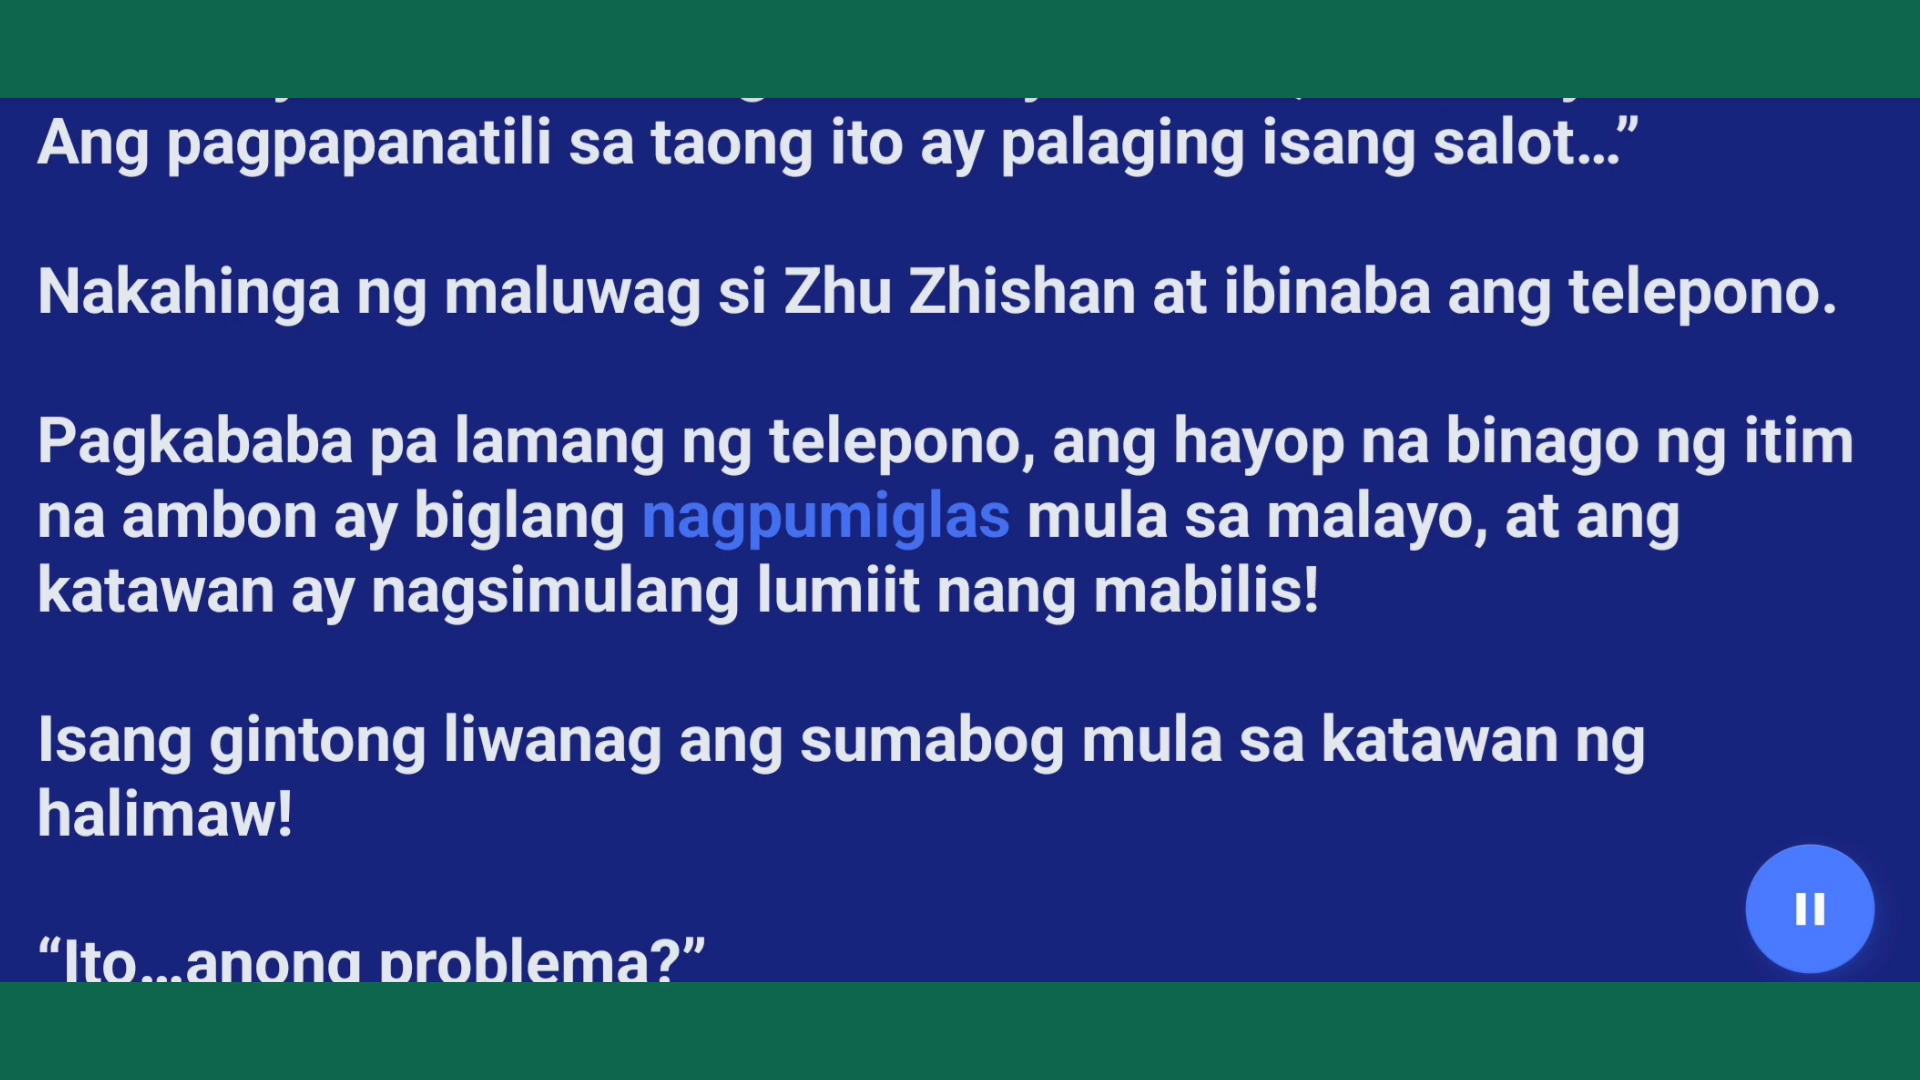 Ang pagpapanatili sa taong ito ay palaging isang salot…”
Nakahinga ng maluwag si Zhu Zhishan at ibinaba ang telepono.
Pagkababa pa lamang ng telepono, ang hayop na binago ng itim
na ambon ay biglang nagpumiglas mula sa malayo, at ang
katawan ay nagsimulang lumiit nang mabilis!
Isang gintong liwanag ang sumabog mula sa katawan ng
halimaw!
“Ito…anong problema?”